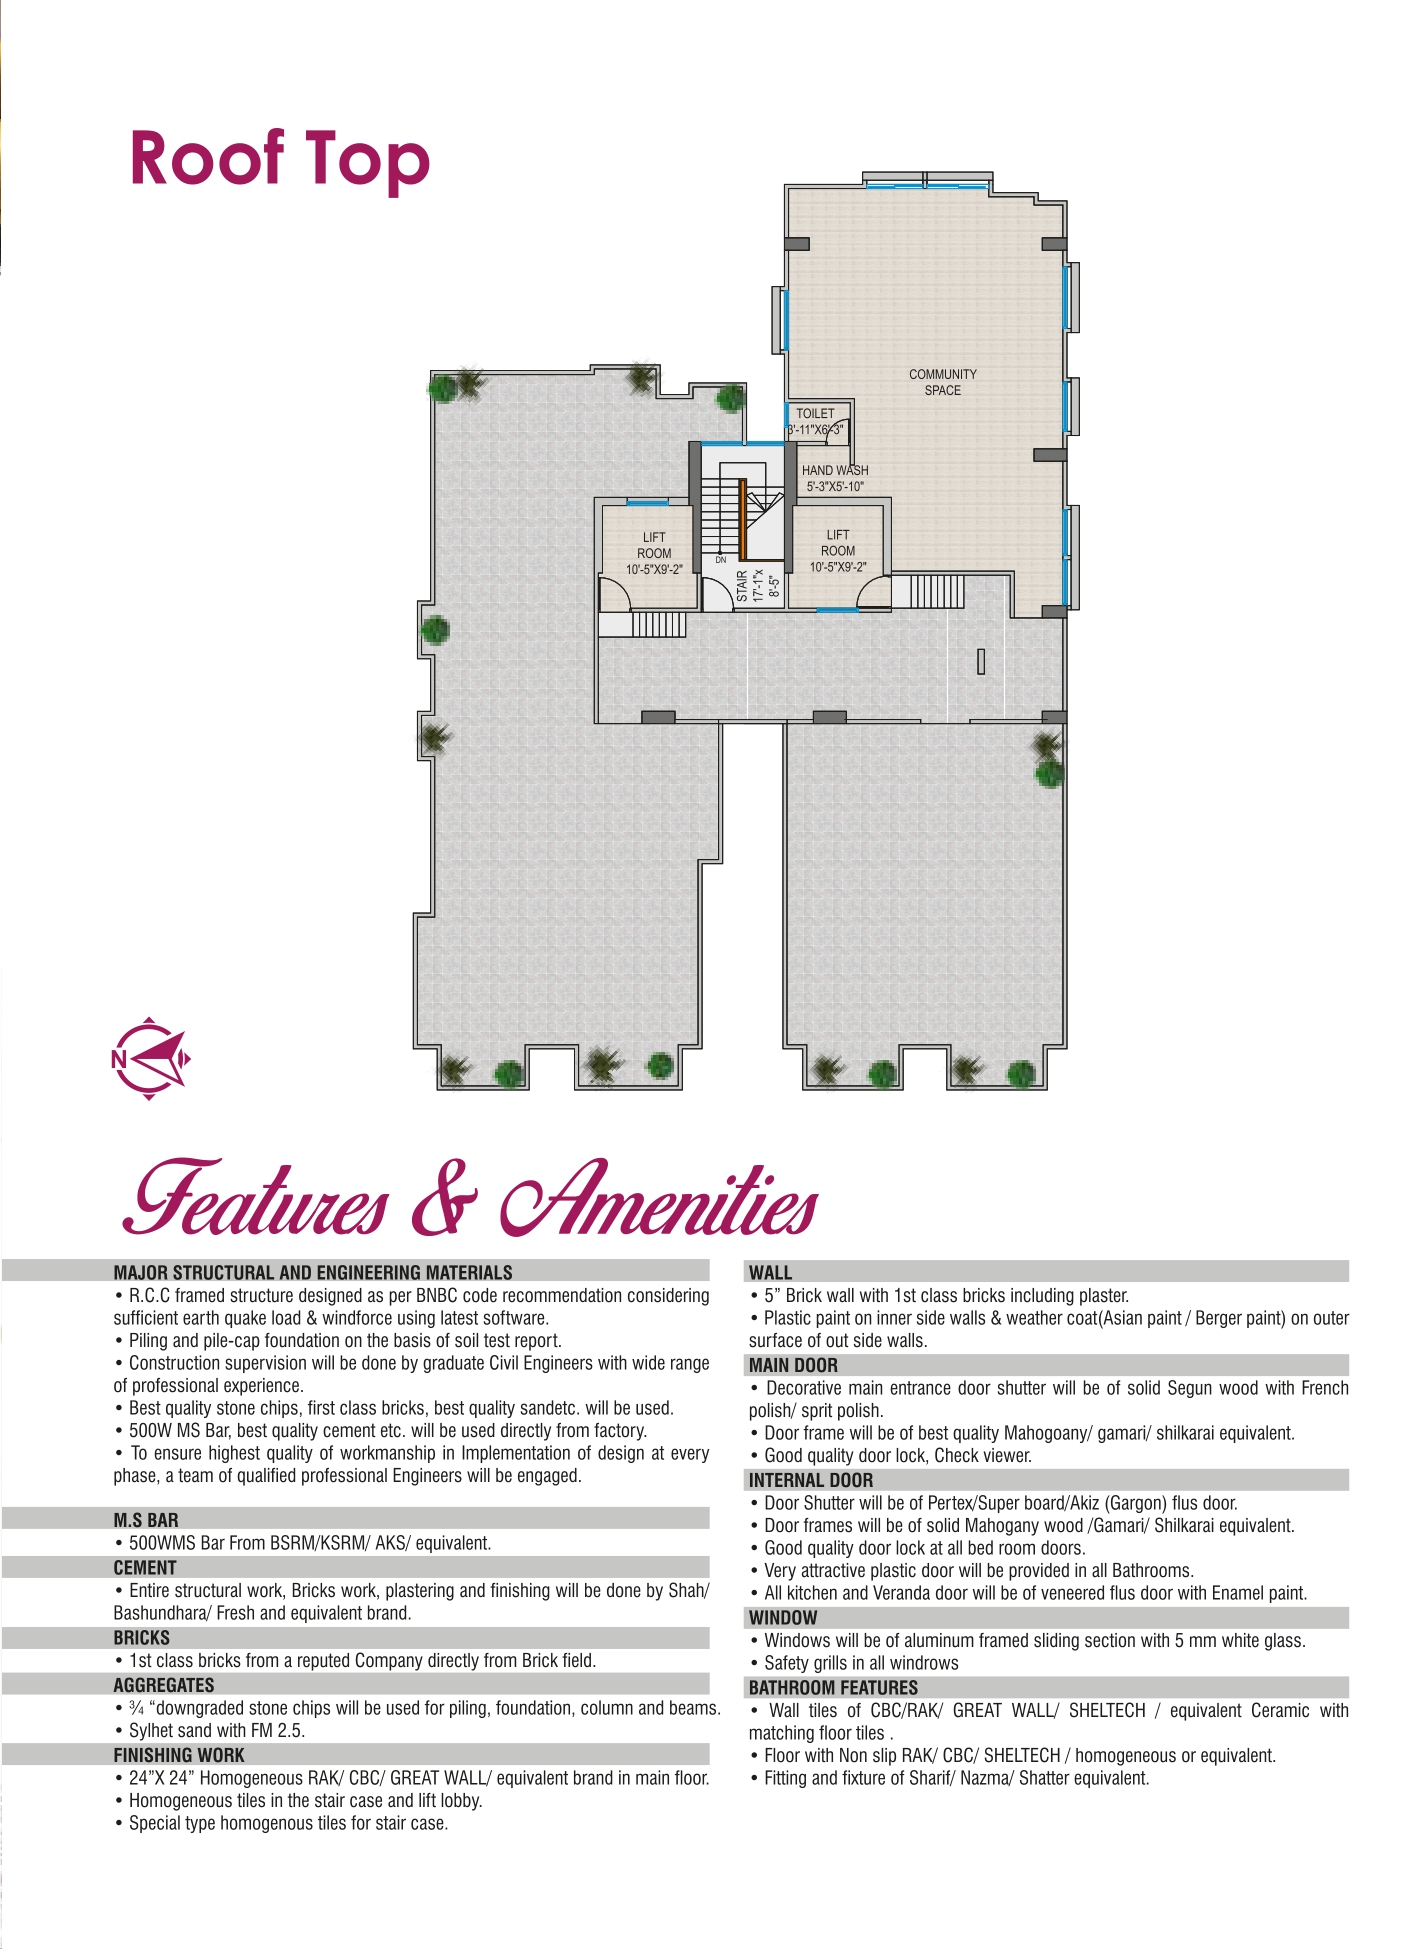 Roof Top
COMMUNITY
SPACE
TOILET
3'-11"X6'-3"
HAND WASH
5'-3"X5'-10"
LIFT
ROOM
10'-5"X9'-2"
LIFT
ROOM
10'-5"X9'-2"
DN
STAIR
17'-1"x
8'-5"
N
Features & Amenities
MAJOR STRUCTURAL AND ENGINEERING MATERIALS
• R.C.C framed structure designed as per BNBC code recommendation considering
sufficient earth quake load & windforce using latest software.
• Piling and pile-cap foundation on the basis of soil test report.
• Construction supervision will be done by graduate Civil Engineers with wide range
of professional experience.
• Best quality stone chips, first class bricks, best quality sandetc. will be used.
• 500W MS Bar, best quality cement etc. will be used directly from factory.
• To ensure highest quality of workmanship in Implementation of design at every
phase, a team of qualified professional Engineers will be engaged.
M.S BAR
• 500WMS Bar From BSRM/KSRM/ AKS/ equivalent.
CEMENT
• Entire structural work, Bricks work, plastering and finishing will be done by Shah/
Bashundhara/ Fresh and equivalent brand.
BRICKS
• 1st class bricks from a reputed Company directly from Brick field.
AGGREGATES
• ¾ “downgraded stone chips will be used for piling, foundation, column and beams.
• Sylhet sand with FM 2.5.
FINISHING WORK
• 24”X 24” Homogeneous RAK/ CBC/ GREAT WALL/ equivalent brand in main floor.
• Homogeneous tiles in the stair case and lift lobby.
• Special type homogenous tiles for stair case.
WALL
• 5” Brick wall with 1st class bricks including plaster.
• Plastic paint on inner side walls & weather coat(Asian paint / Berger paint) on outer
surface of out side walls.
MAIN DOOR
• Decorative main entrance door shutter will be of solid Segun wood with French
polish/ sprit polish.
• Door frame will be of best quality Mahogoany/ gamari/ shilkarai equivalent.
• Good quality door lock, Check viewer.
INTERNAL DOOR
• Door Shutter will be of Pertex/Super board/Akiz (Gargon) flus door.
• Door frames will be of solid Mahogany wood /Gamari/ Shilkarai equivalent.
• Good quality door lock at all bed room doors.
• Very attractive plastic door will be provided in all Bathrooms.
• All kitchen and Veranda door will be of veneered flus door with Enamel paint.
WINDOW
• Windows will be of aluminum framed sliding section with 5 mm white glass.
• Safety grills in all windrows
BATHROOM FEATURES
• Wall tiles of CBC/RAK/ GREAT WALL/ SHELTECH / equivalent Ceramic with
matching floor tiles .
• Floor with Non slip RAK/ CBC/ SHELTECH / homogeneous or equivalent.
• Fitting and fixture of Sharif/ Nazma/ Shatter equivalent.